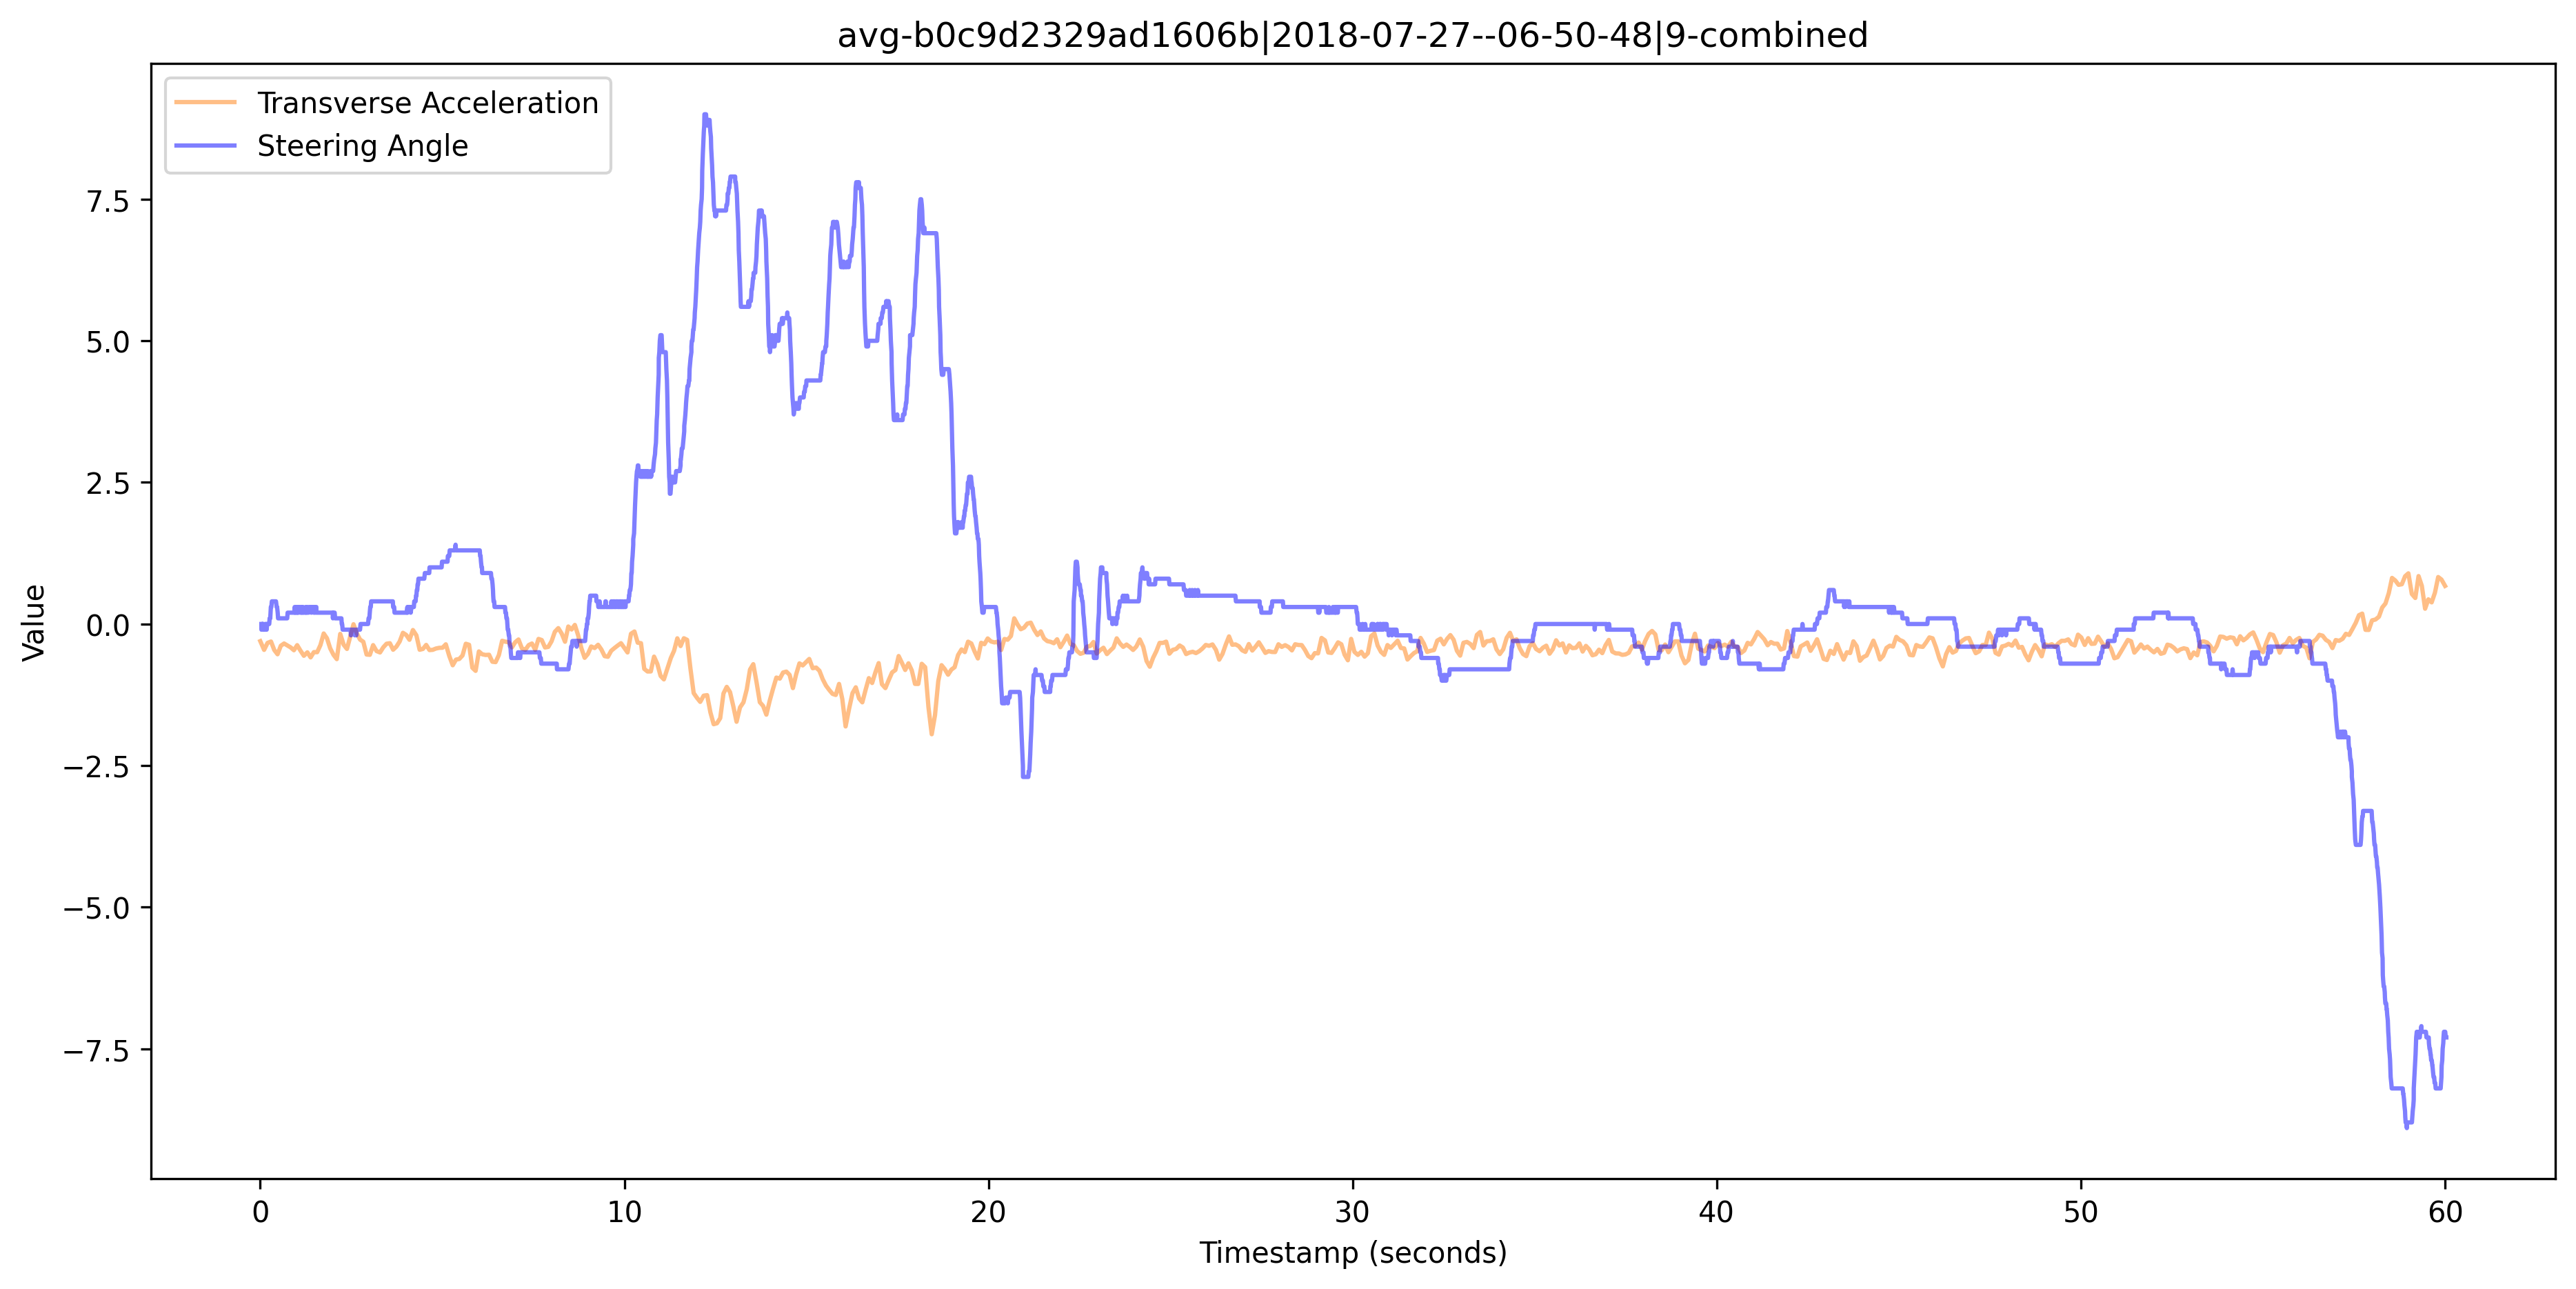 avg-b0c9d2329ad1606b|2018-07-27--06-50-48|9-combined
Transverse Acceleration
Steering Angle
Value
7.5
5.0
2.5
0.0
−2.5
−5.0
−7.5
0 10 20 30 40 50 60
Timestamp (seconds)